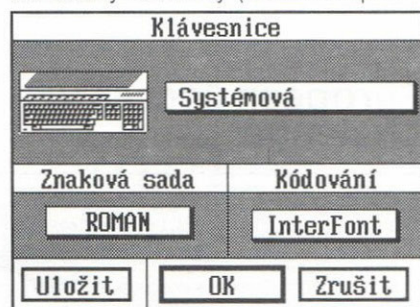 Klávesnice
Systémová
Znaková sada Kódování
ROMAN InterFont
Uložit OK Zrušit